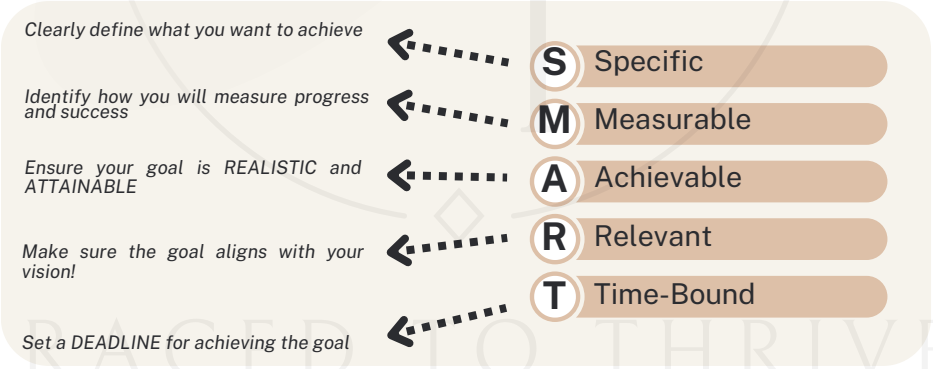 Clearly define what you want to achieve
S Specific
Identify how you will measure progress
and success
M Measurable
Ensure your goal is REALISTIC and
ATTAINABLE
A Achievable
Make sure the goal aligns with your
vision!
R Relevant
T Time-Bound
Set a DEADLINE for achieving the goal
RACED TO THRIVE